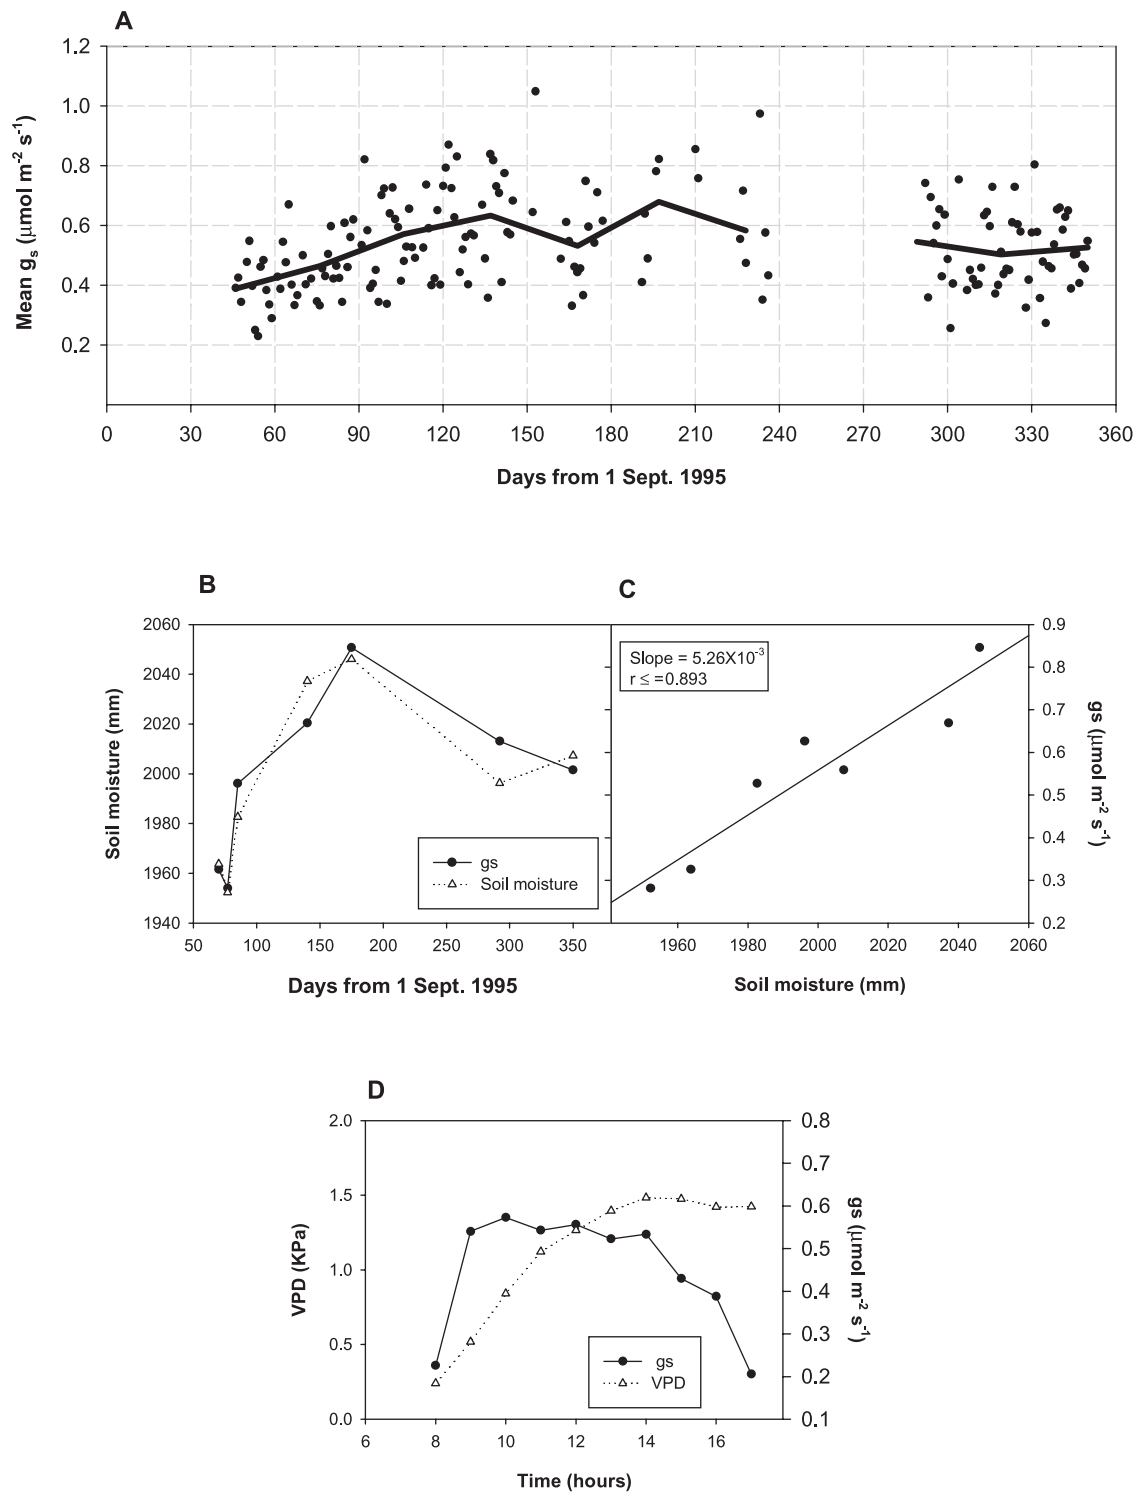 A
1.2
1.0
0.8
0.6
0.4
0.2
Mean gs (μmol m-2 s-1)
0 30 60 90 120 150 180 210 240 270 300 330 360
Days from 1 Sept. 1995
B
2060
2040
2020
2000
1980
1960
1940
Soil moisture (mm)
gs
Soil moisture
50 100 150 200 250 300 350
Days from 1 Sept. 1995
C
Slope = 5.26X10-3
r ≤ =0.893
0.9
0.8
0.7
0.6
0.5
0.4
0.3
0.2
gs (μmol m-2 s-1)
1960 1980 2000 2020 2040 2060
Soil moisture (mm)
D
2.0
1.5
1.0
0.5
0.0
VPD (KPa)
gs
VPD
0.8
0.7
0.6
0.5
0.4
0.3
0.2
0.1
gs (μmol m-2 s-1)
6 8 10 12 14 16
Time (hours)